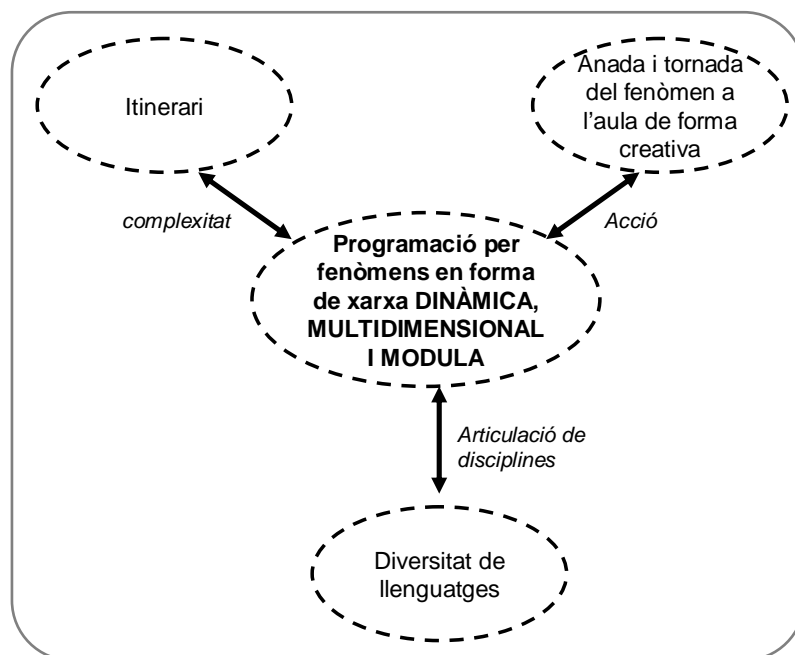 Itinerari
Anada i tornada
del fenòmen a
l'aula de forma
creativa
complexitat
Acció
Programació per
fenòmens en forma
de xarxa DINÀMICA,
MULTIDIMENSIONAL
I MODULA
Articulació de
disciplines
Diversitat de
llenguatges